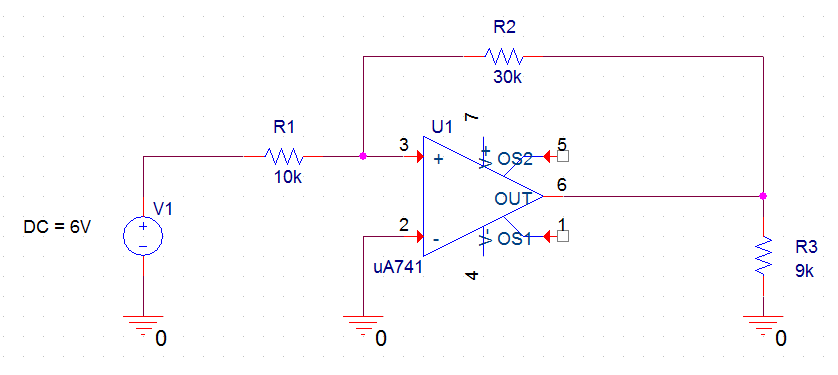 R2
30k
R1
10k
U1
7
3
+
V+
OS2
5
OUT
6
V1
DC = 6V
+
−
2
-
V-
OS1
1
uA741
4
R3
9k
0
0
0